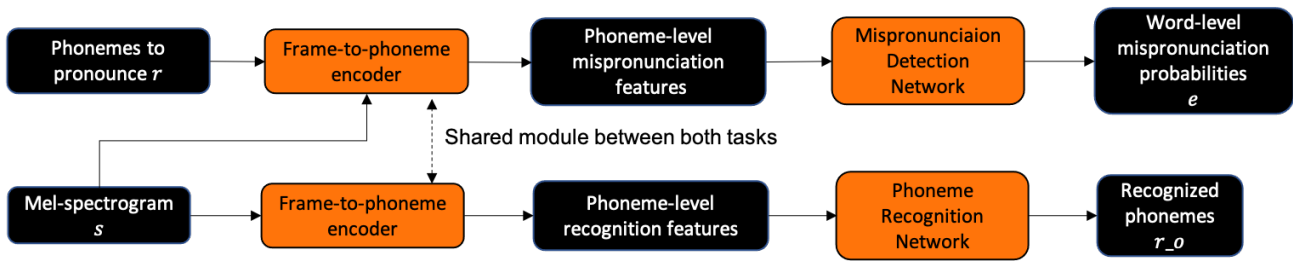 Phonemes to
pronounce r
Frame-to-phoneme
encoder
Phoneme-level
mispronunciation
features
Mispronunciaion
Detection
Network
Word-level
mispronunciation
probabilities
e
Shared module between both tasks
Mel-spectrogram
s
Frame-to-phoneme
encoder
Phoneme-level
recognition features
Phoneme
Recognition
Network
Recognized
phonemes
r_o